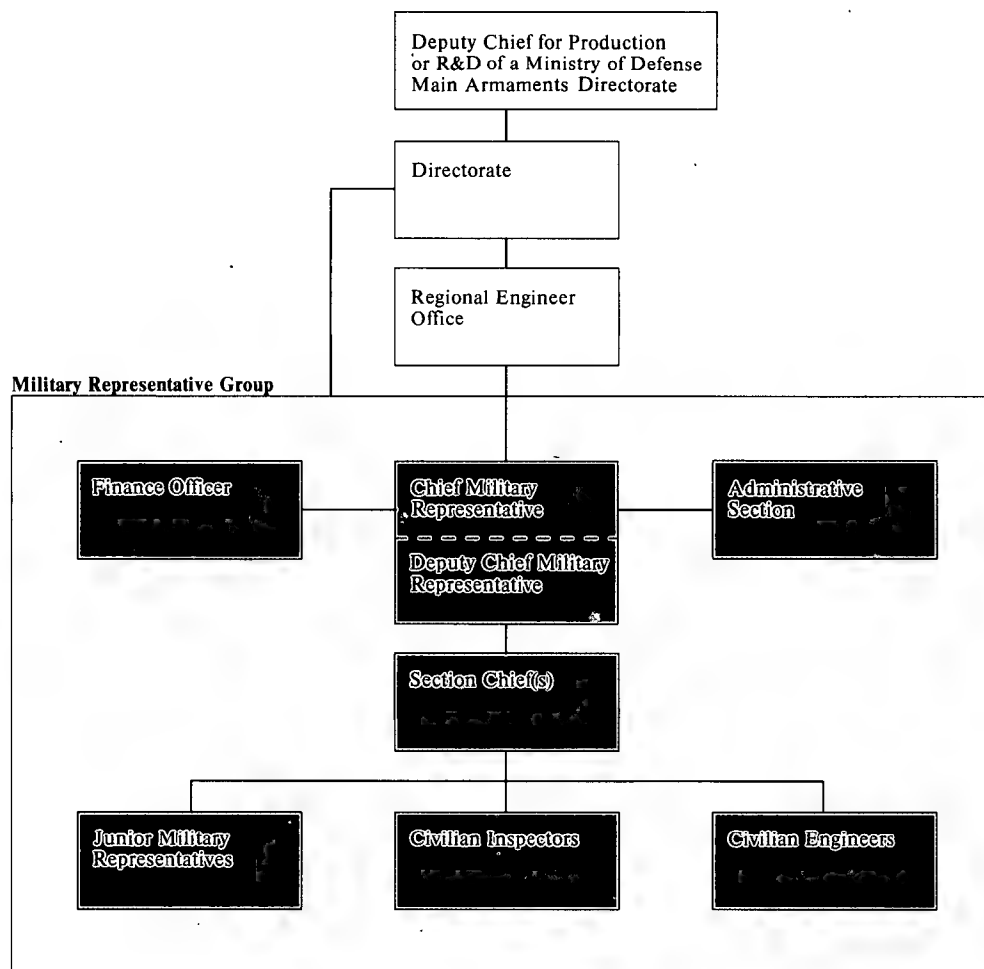 Deputy Chief for Production
or R&D of a Ministry of Defense
Main Armaments Directorate
Directorate
Regional Engineer
Office
Military Representative Group
Finance Officer
Chief Military
Representative
Administrative
Section
Deputy Chief Military
Representative
Section Chief(s)
Junior Military
Representatives
Civilian Inspectors
Civilian Engineers